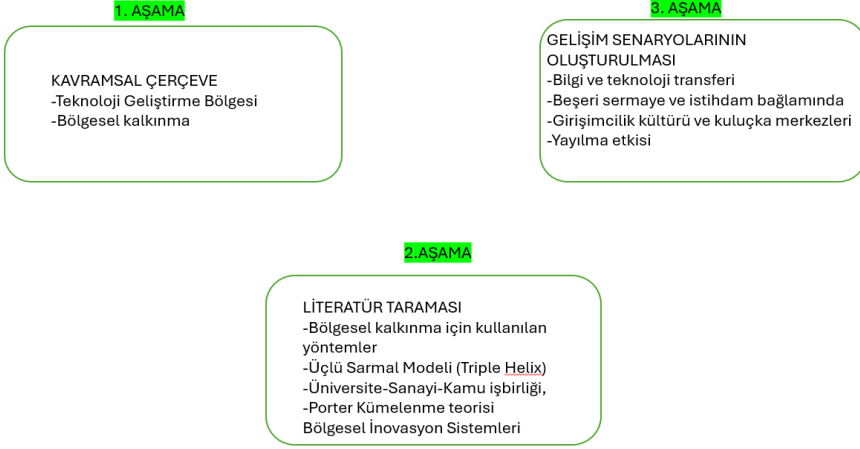 1. AŞAMA
KAVRAMSAL ÇERÇEVE
-Teknoloji Geliştirme Bölgesi
-Bölgesel kalkınma
2.AŞAMA
LİTERATÜR TARAMASI
-Bölgesel kalkınma için kullanılan
yöntemler
-Üçlü Sarmal Modeli (Triple Helix)
-Üniversite-Sanayi-Kamu işbirliği,
-Porter Kümelenme teorisi
Bölgesel İnovasyon Sistemleri
3. AŞAMA
GELİŞİM SENARYOLARININ
OLUŞTURULMASI
-Bilgi ve teknoloji transferi
-Beşeri sermaye ve istihdam bağlamında
-Girişimcilik kültürü ve kuluçka merkezleri
-Yayılma etkisi